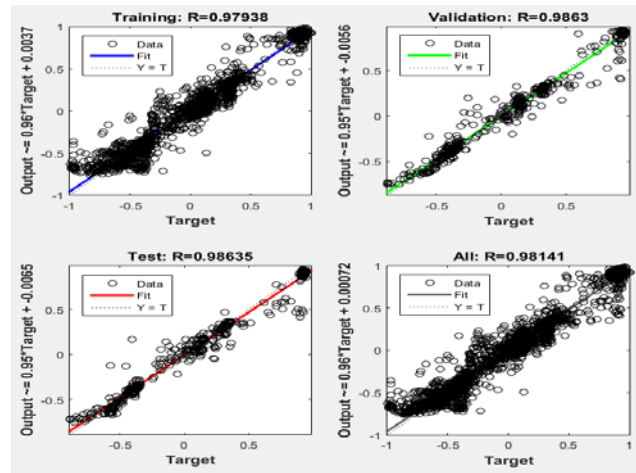 Training: R=0.97938
Output ~= 0.96*Target + 0.0037
Data
Fit
Y = T
1
0.5
0
-0.5
-1
-1 -0.5 0 0.5 1
Target
Validation: R=0.9863
Output ~= 0.95*Target + -0.0056
Data
Fit
Y = T
0.5
0
-0.5
-0.5 0 0.5
Target
Test: R=0.98635
Output ~= 0.95*Target + -0.0065
Data
Fit
Y = T
0.5
0
-0.5
-0.5 0 0.5
Target
All: R=0.98141
Output ~= 0.96*Target + 0.00072
Data
Fit
Y = T
1
0.5
0
-0.5
-1
-1 -0.5 0 0.5 1
Target